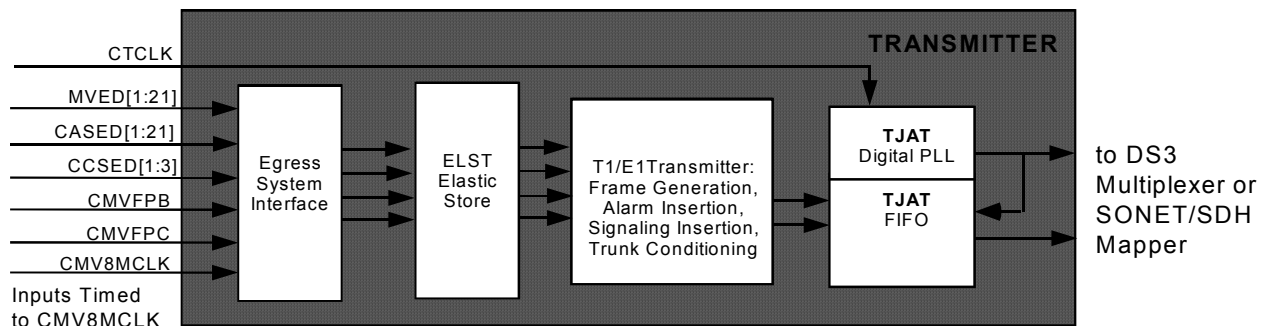 TRANSMITTER
CTCLK
MVED[1:21]
CASED[1:21]
CCSED[1:3]
CMVFPB
CMVFPC
CMV8MCLK
Inputs Timed
to CMV8MCLK
Egress
System
Interface
ELST
Elastic
Store
T1/E1Transmitter:
Frame Generation,
Alarm Insertion,
Signaling Insertion,
Trunk Conditioning
TJAT
Digital PLL
TJAT
FIFO
to DS3
Multiplexer or
SONET/SDH
Mapper